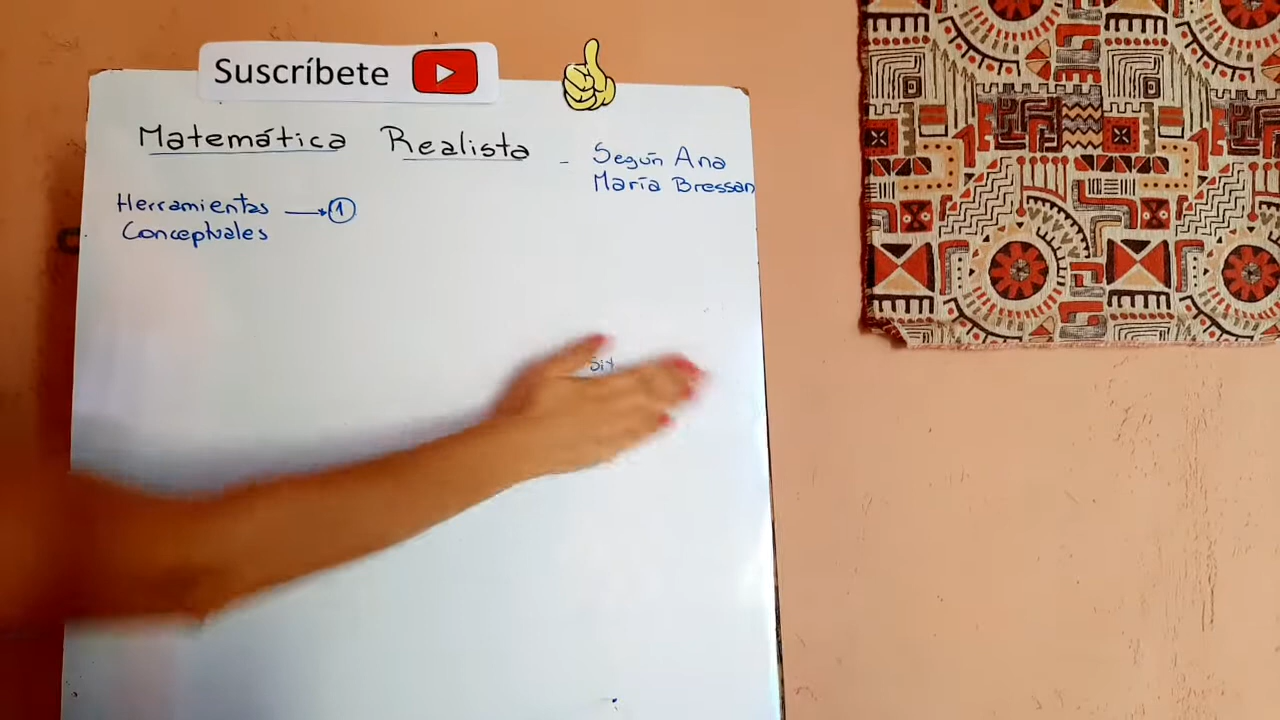 Suscríbete
Matemática Realista - Según Ana
María Bressan
Herramientas → 1
Conceptuales